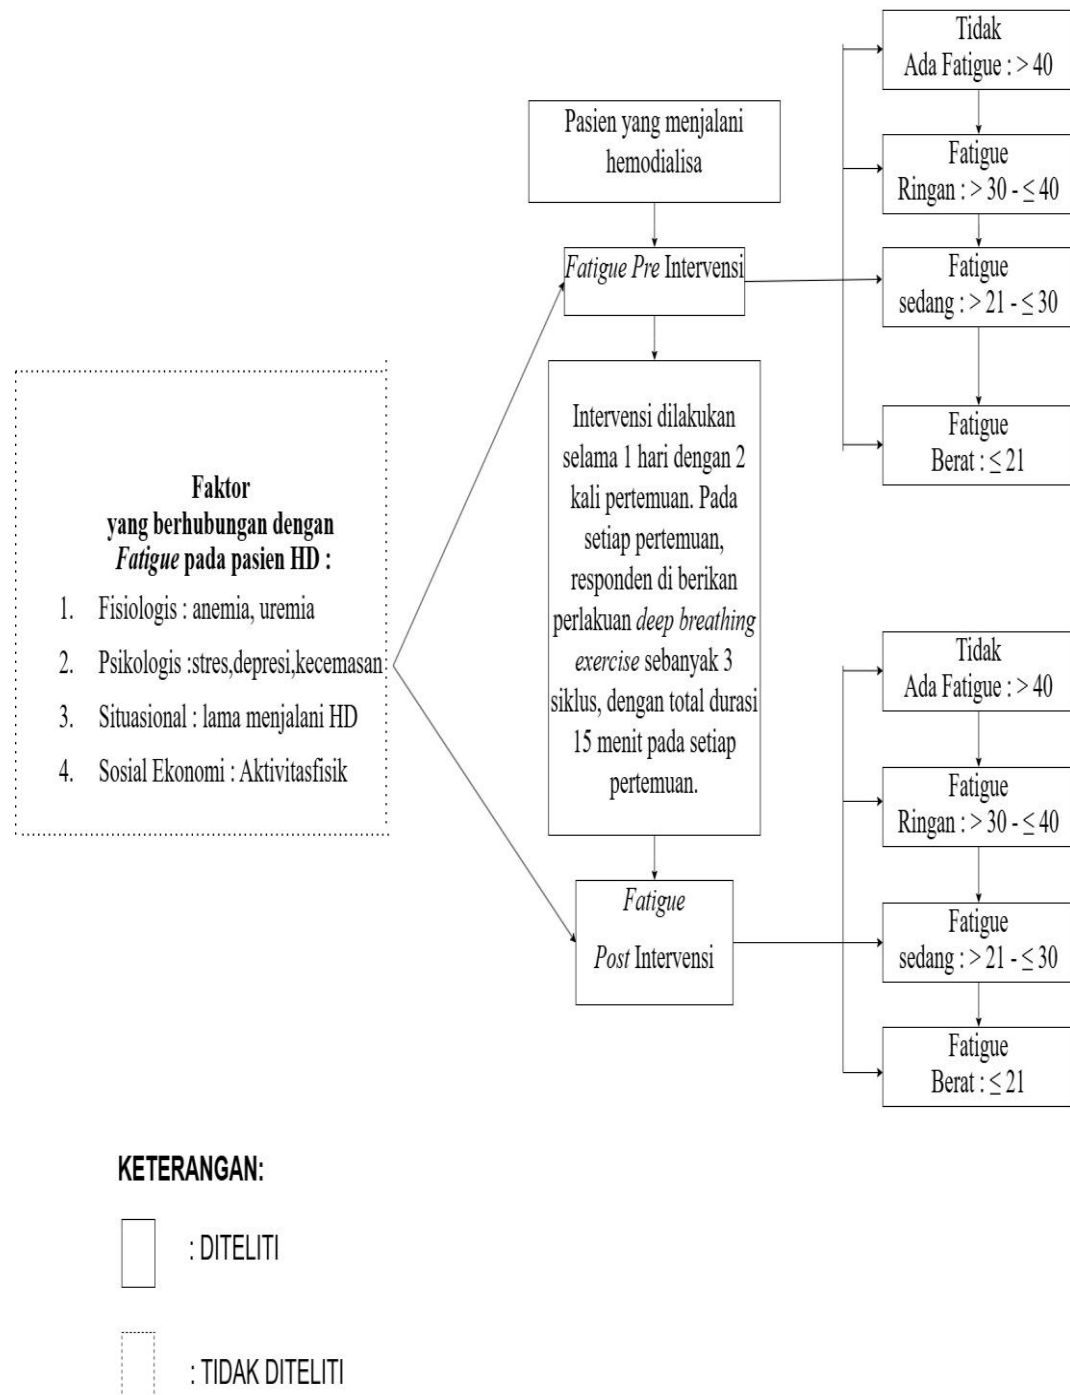 Tidak
Ada Fatigue : > 40
Pasien yang menjalani
hemodialisa
Fatigue
Ringan : > 30 - ≤ 40
Fatigue Pre Intervensi
Fatigue
sedang : > 21 - ≤ 30
Fatigue
Berat : ≤ 21
Intervensi dilakukan
selama 1 hari dengan 2
kali pertemuan. Pada
setiap pertemuan,
responden di berikan
perlakuan deep breathing
exercise sebanyak 3
siklus, dengan total durasi
15 menit pada setiap
pertemuan.
Faktor
yang berhubungan dengan
Fatigue pada pasien HD :
1. Fisiologis : anemia, uremia
2. Psikologis :stres,depresi,kecemasan
3. Situasional : lama menjalani HD
4. Sosial Ekonomi : Aktivitasfisik
Fatigue
Post Intervensi
Tidak
Ada Fatigue : > 40
Fatigue
Ringan : > 30 - ≤ 40
Fatigue
sedang : > 21 - ≤ 30
Fatigue
Berat : ≤ 21
KETERANGAN:
: DITELITI
: TIDAK DITELITI